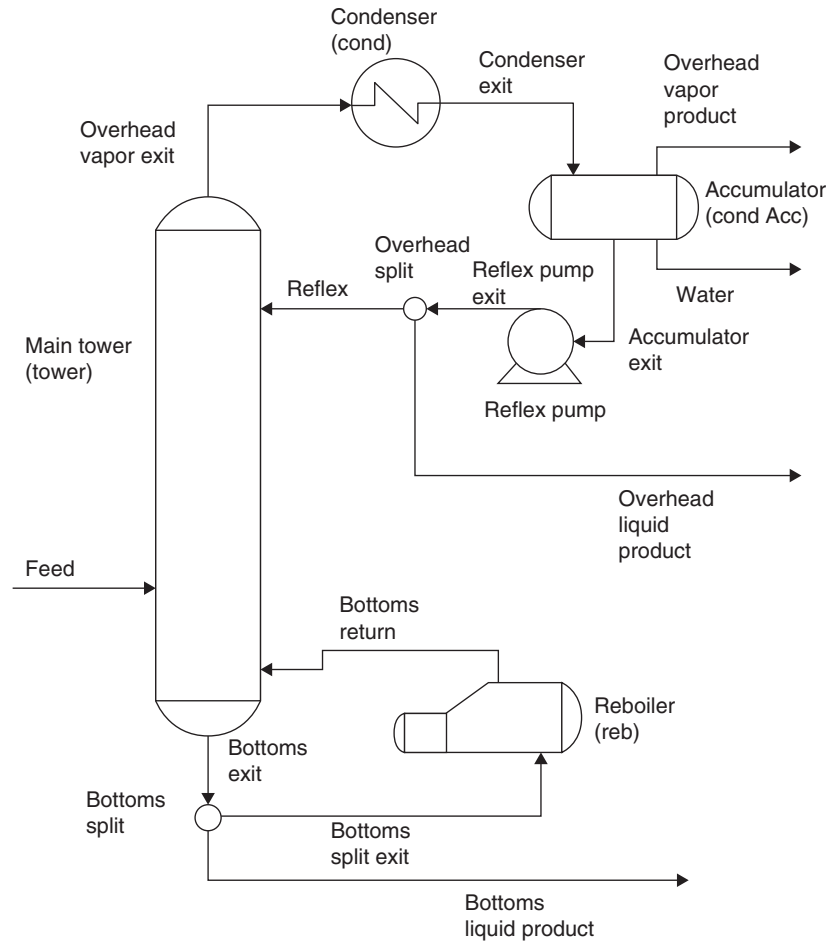 Condenser
(cond)
Condenser
exit
Overhead
vapor
product
Overhead
vapor exit
Accumulator
(cond Acc)
Overhead
split
Reflex pump
exit
Reflex
Water
Main tower
(tower)
Accumulator
exit
Reflex pump
Overhead
liquid
product
Feed
Bottoms
return
Reboiler
(reb)
Bottoms
exit
Bottoms
split
Bottoms
split exit
Bottoms
liquid product